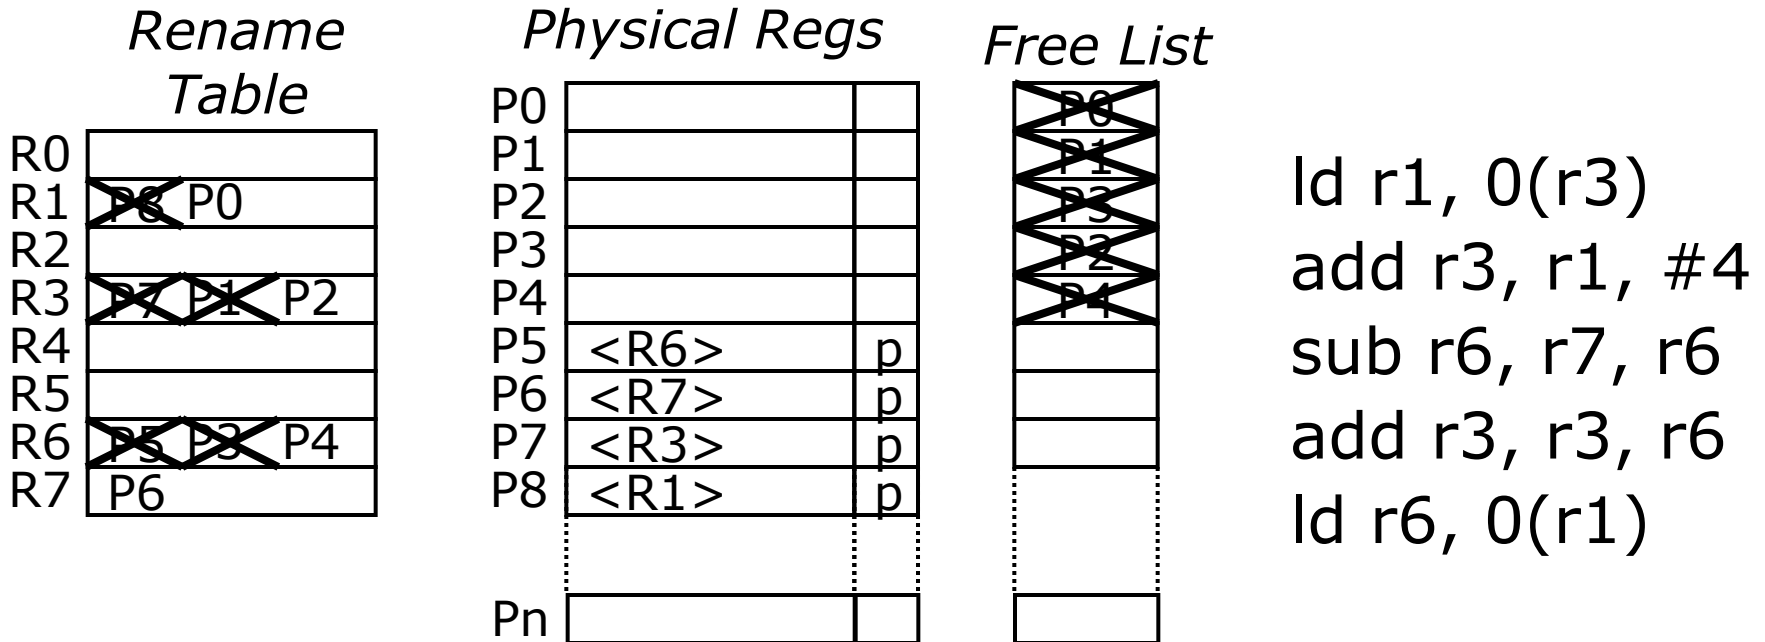 Rename
Table
R0
R1 P8 P0
R2
R3 P7 P1 P2
R4
R5
R6 P5 P3 P4
R7 P6
Physical Regs
P0
P1
P2
P3
P4
P5 <R6> p
P6 <R7> p
P7 <R3> p
P8 <R1> p
Pn
Free List
P0
P1
P3
P2
P4
ld r1, 0(r3)
add r3, r1, #4
sub r6, r7, r6
add r3, r3, r6
ld r6, 0(r1)